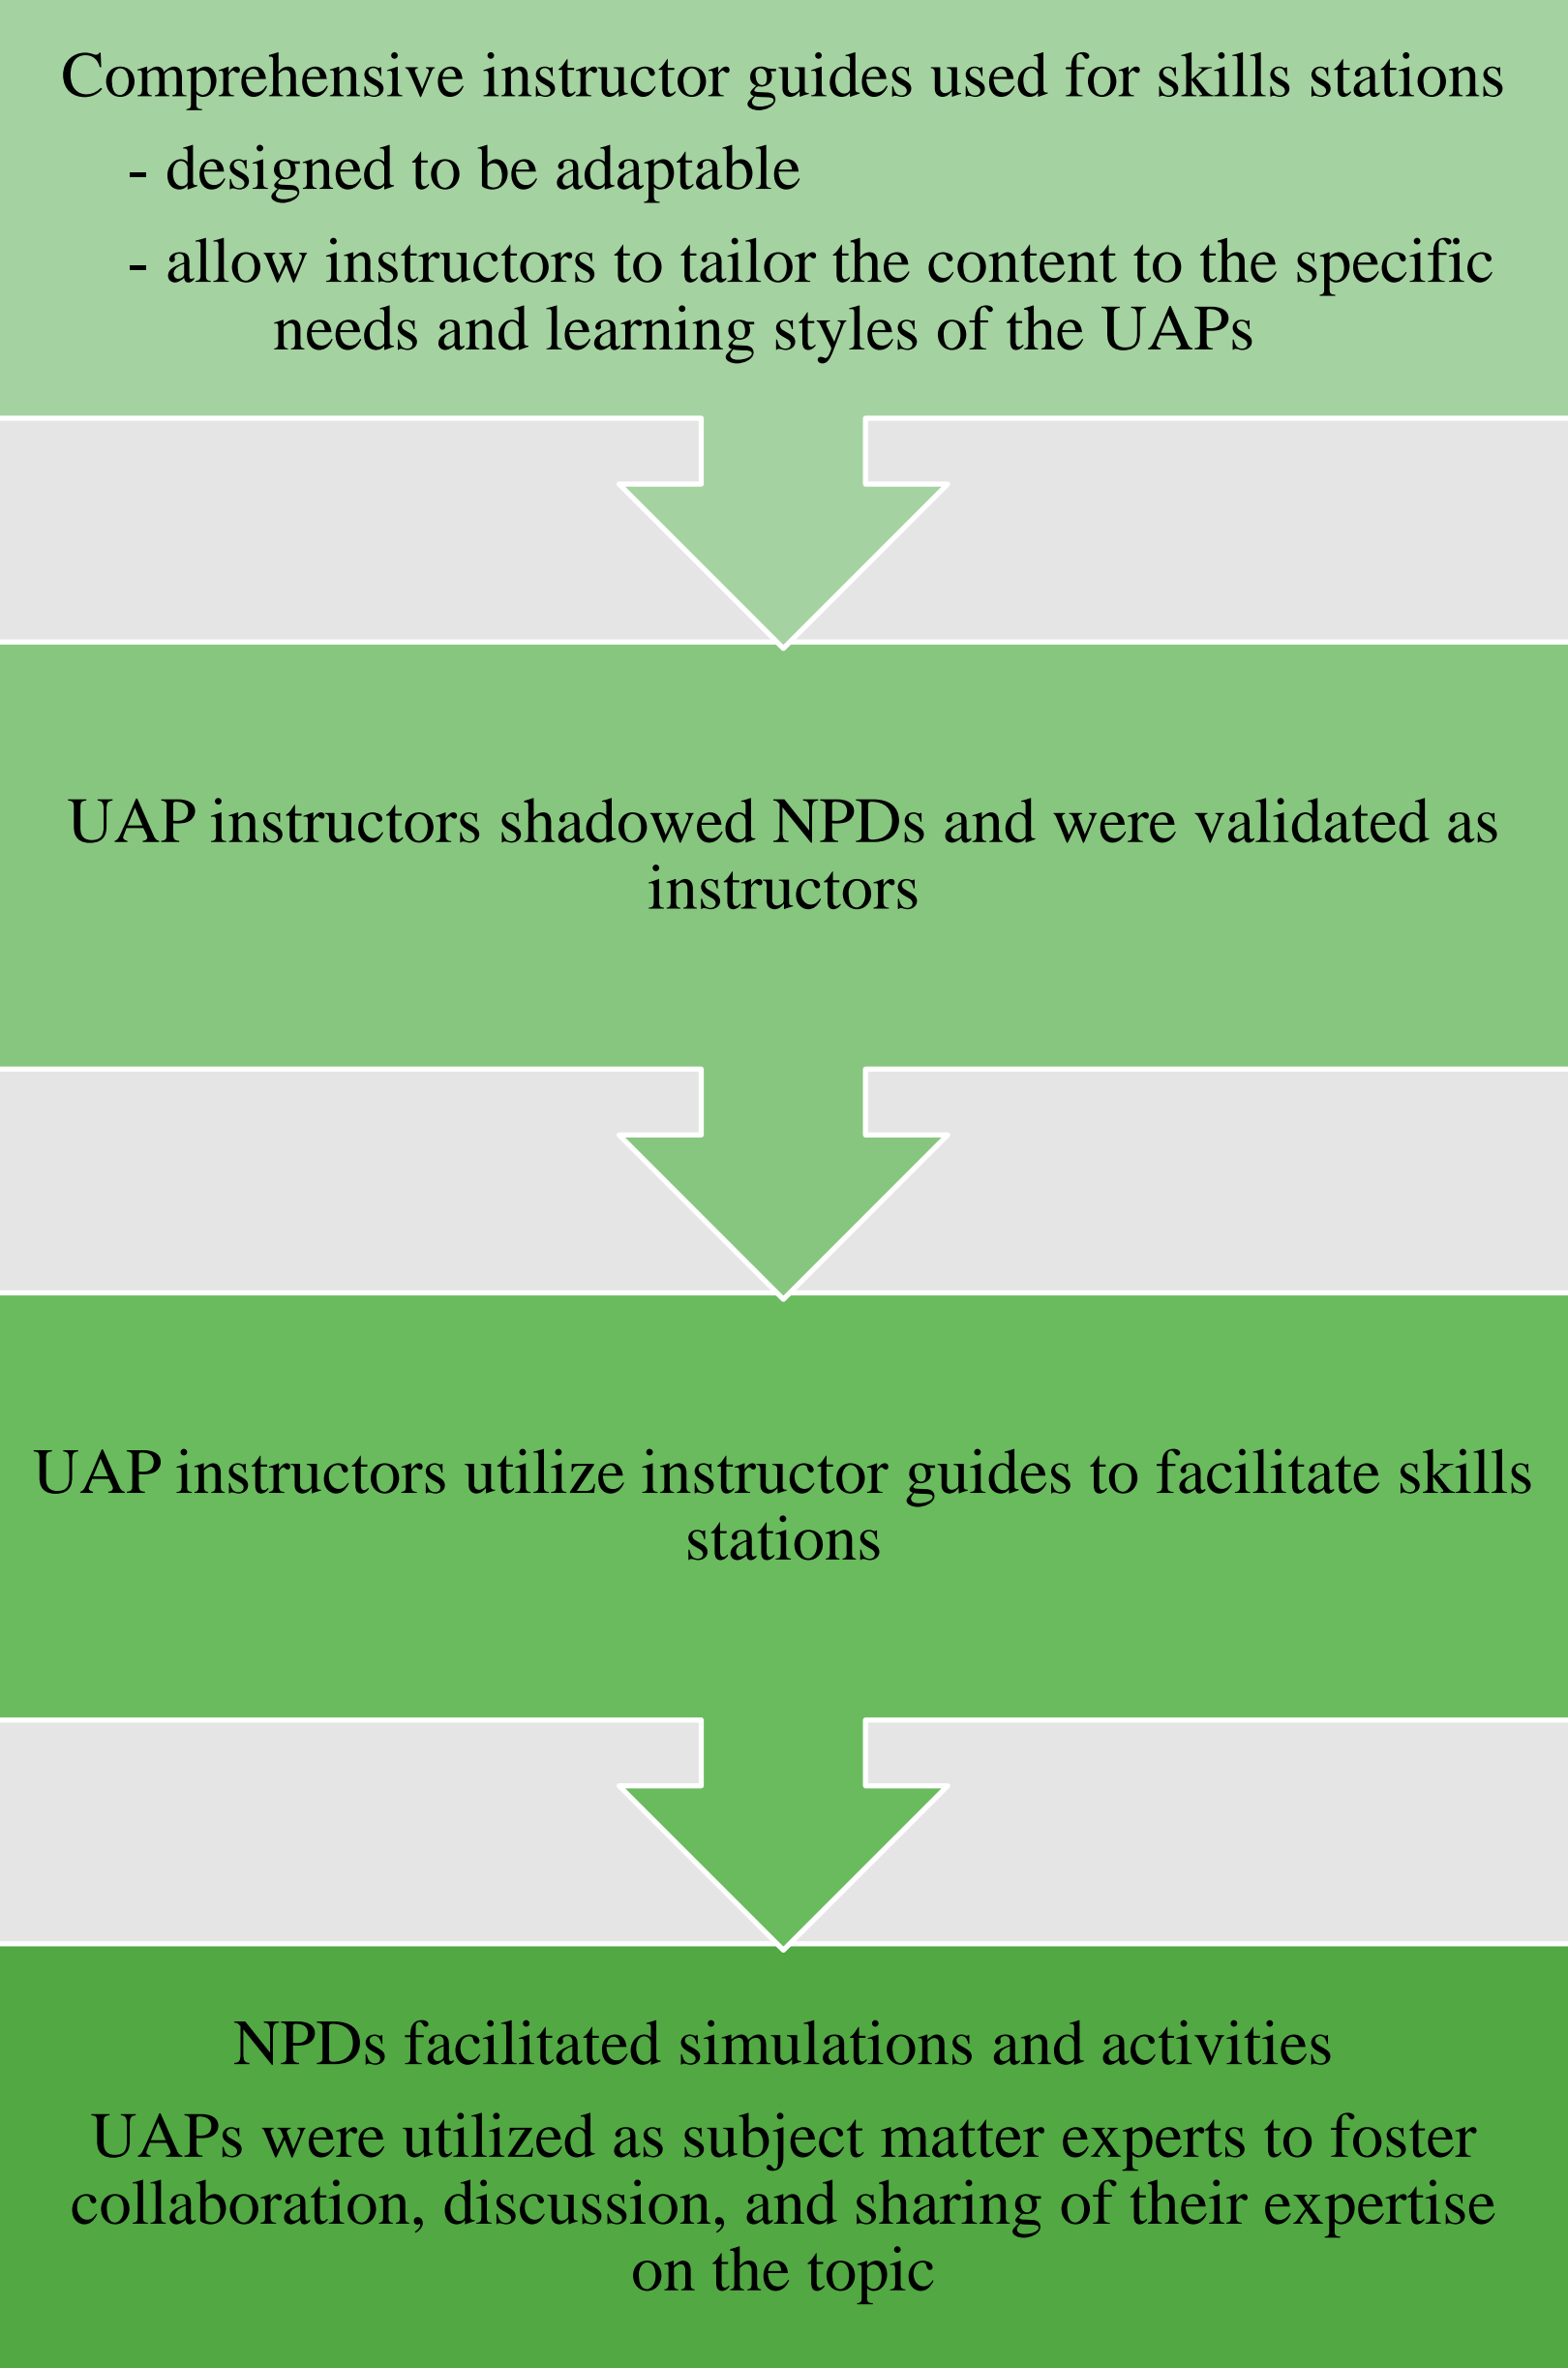 Comprehensive instructor guides used for skills stations
- designed to be adaptable
- allow instructors to tailor the content to the specific
needs and learning styles of the UAPs
UAP instructors shadowed NPDs and were validated as
instructors
UAP instructors utilize instructor guides to facilitate skills
stations
NPDs facilitated simulations and activities
UAPs were utilized as subject matter experts to foster
collaboration, discussion, and sharing of their expertise
on the topic